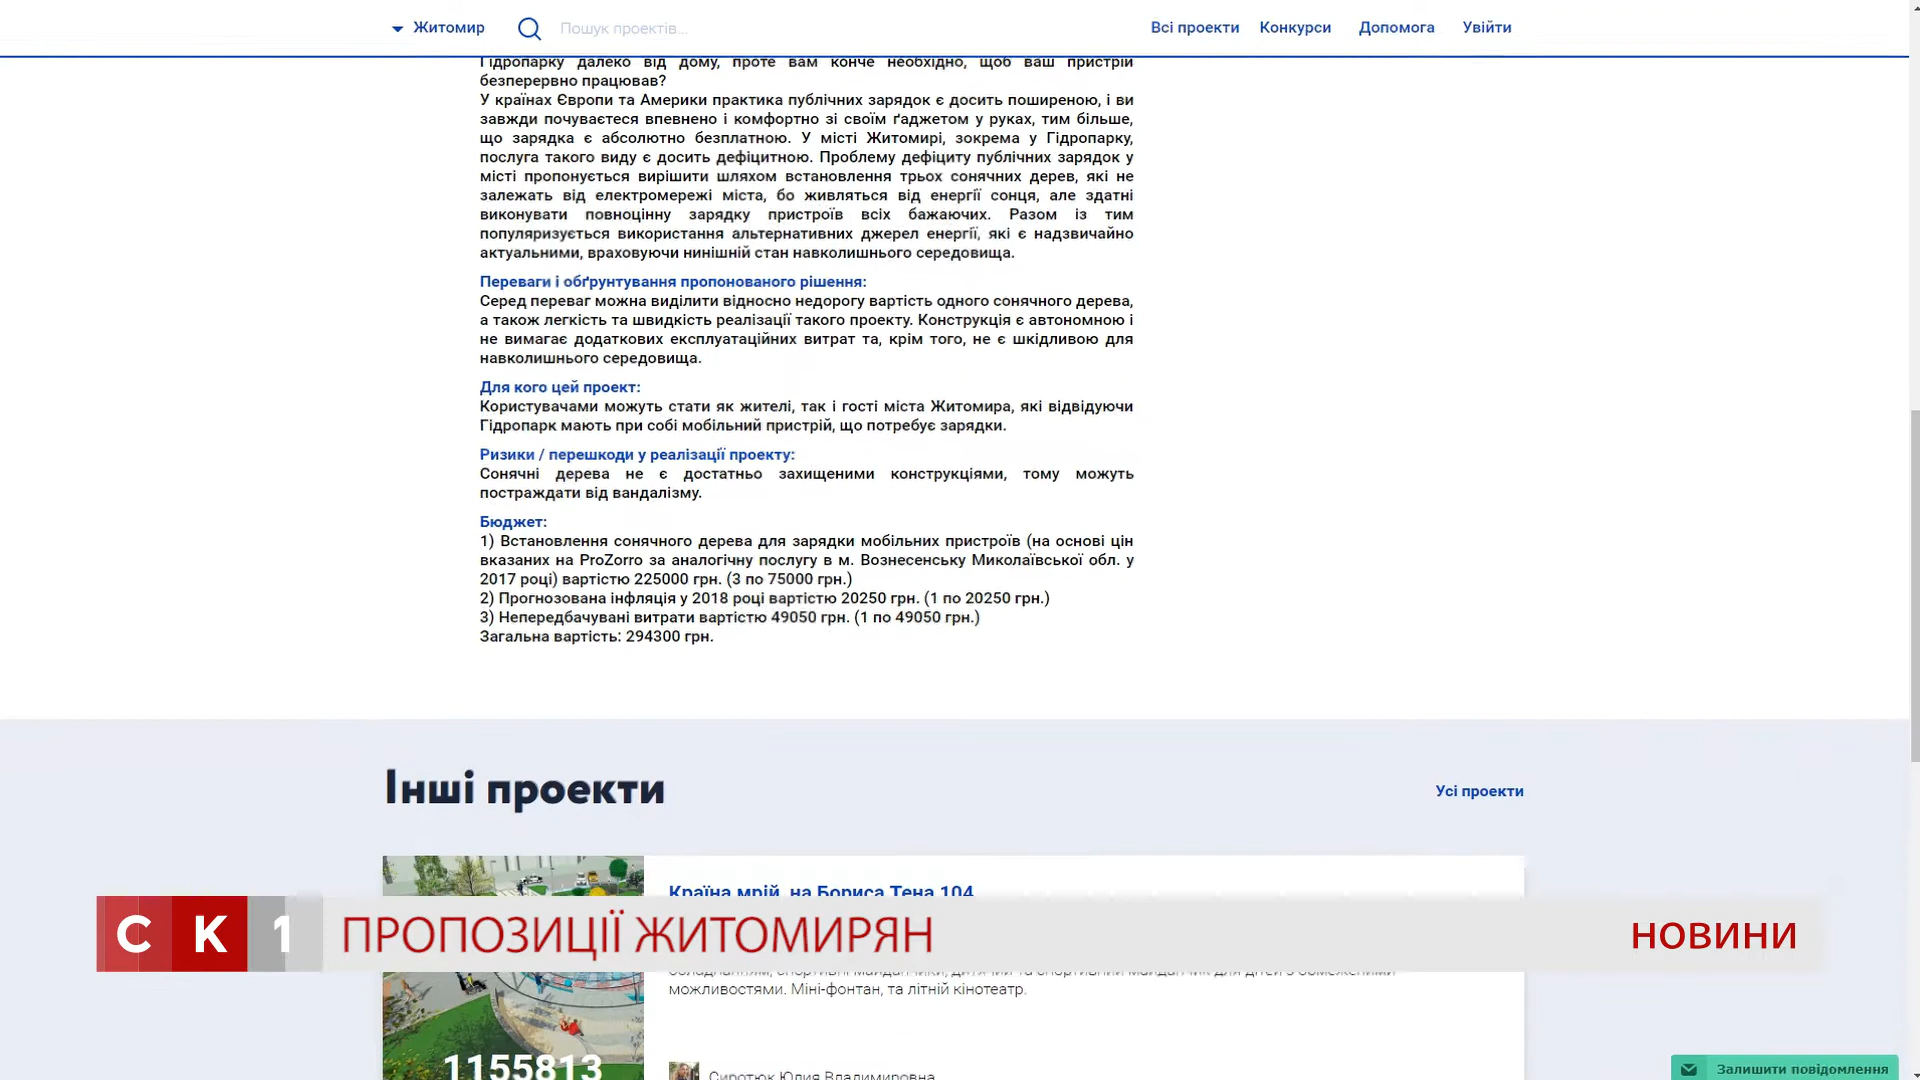 Житомир
Пошук проектів...
Всі проекти
Конкурси
Допомога
Увійти
Гідропарку далеко від дому, проте вам конче необхідно, щоб ваш пристрій
безперервно працював?
У країнах Європи та Америки практика публічних зарядок є досить поширеною, і ви
завжди почуваєтеся впевнено і комфортно зі своїм ґаджетом у руках, тим більше,
що зарядка є абсолютно безплатною. У місті Житомирі, зокрема у Гідропарку,
послуга такого виду є досить дефіцитною. Проблему дефіциту публічних зарядок у
місті пропонується вирішити шляхом встановлення трьох сонячних дерев, які не
залежать від електромережі міста, бо живляться від енергії сонця, але здатні
виконувати повноцінну зарядку пристроїв всіх бажаючих. Разом із тим
популяризується використання альтернативних джерел енергії, які є надзвичайно
актуальними, враховуючи нинішній стан навколишнього середовища.
Переваги і обґрунтування пропонованого рішення:
Серед переваг можна виділити відносно недорогу вартість одного сонячного дерева,
а також легкість та швидкість реалізації такого проекту. Конструкція є автономною і
не вимагає додаткових експлуатаційних витрат та, крім того, не є шкідливою для
навколишнього середовища.
Для кого цей проект:
Користувачами можуть стати як жителі, так і гості міста Житомира, які відвідуючи
Гідропарк мають при собі мобільний пристрій, що потребує зарядки.
Ризики / перешкоди у реалізації проекту:
Сонячні дерева не є достатньо захищеними конструкціями, тому можуть
постраждати від вандалізму.
Бюджет:
1) Встановлення сонячного дерева для зарядки мобільних пристроїв (на основі цін
вказаних на ProZorro за аналогічну послугу в м. Вознесенську Миколаївської обл. у
2017 році) вартістю 225000 грн. (3 по 75000 грн.)
2) Прогнозована інфляція у 2018 році вартістю 20250 грн. (1 по 20250 грн.)
3) Непередбачувані витрати вартістю 49050 грн. (1 по 49050 грн.)
Загальна вартість: 294300 грн.
Інші проекти
Усі проекти
Країна мрій, на Бориса Тена 104
СК1 ПРОПОЗИЦІЇ ЖИТОМИРЯН
НОВИНИ
обладнанням, спортивні майданчики, дитячий та спортивний майданчик для дітей з обмеженими
можливостями. Міні-фонтан, та літній кінотеатр.
1155813
Сиротюк Юлия Владимировна
Залишити повідомлення